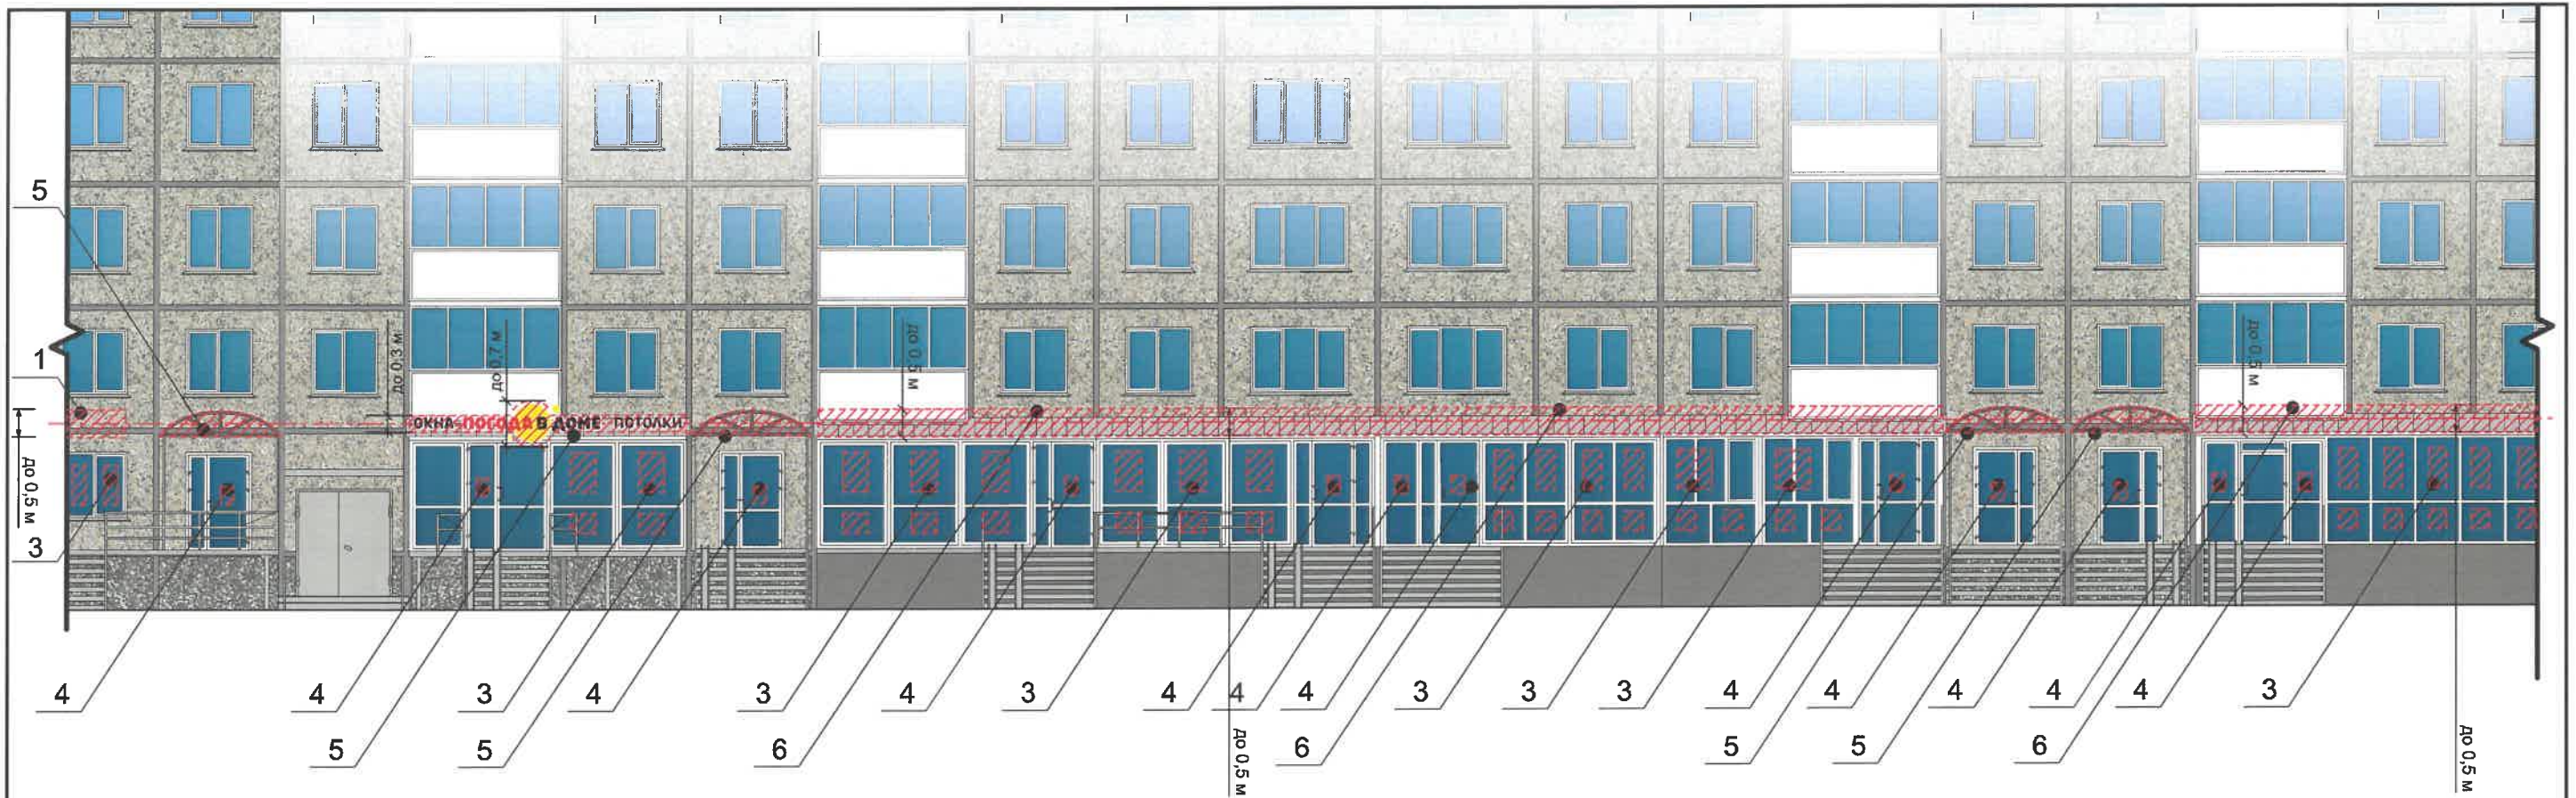 5
1
до 0,5 м
3
до 0,3 м
до 0,7 м
до 0,5 м
до 0,5 м
ОКНА ПОГОДА В ДОМЕ ПОТОЛКИ
4 4 3 4 3 4 3 4 4 4 3 3 3 4 4 4 4 4 3
5 5 6 6 5 5 6
до 0,5 м
до 0,5 м